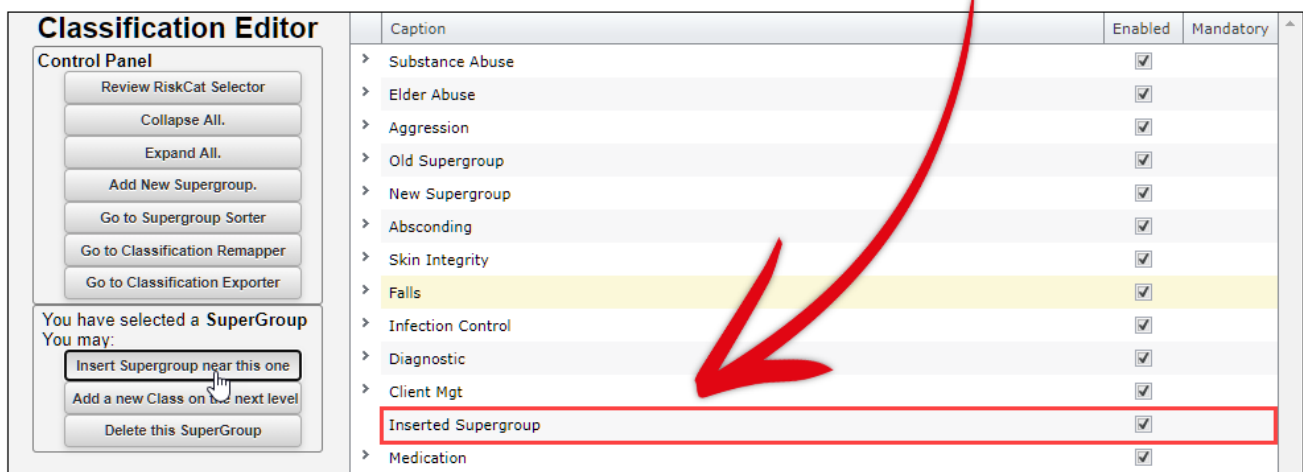 Classification Editor
Control Panel
Review RiskCat Selector
Collapse All.
Expand All.
Add New Supergroup.
Go to Supergroup Sorter
Go to Classification Remapper
Go to Classification Exporter
You have selected a SuperGroup
You may:
Insert Supergroup near this one
Add a new Class on the next level
Delete this SuperGroup
Caption Enabled Mandatory
Substance Abuse
Elder Abuse
Aggression
Old Supergroup
New Supergroup
Absconding
Skin Integrity
Falls
Infection Control
Diagnostic
Client Mgt
Inserted Supergroup
Medication